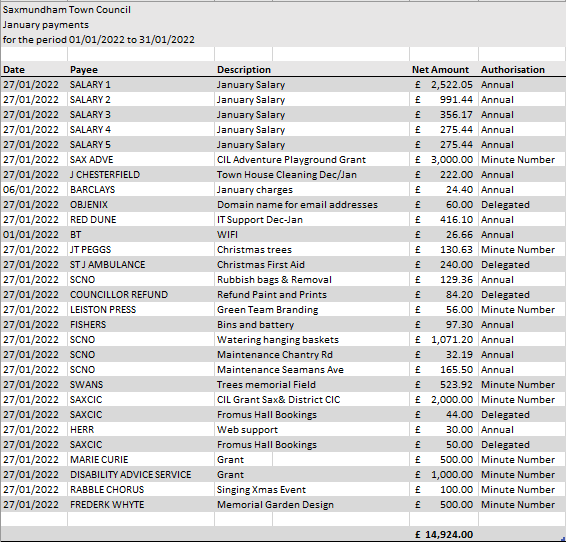 Saxmundham Town Council
January payments
for the period 01/01/2022 to 31/01/2022
Date Payee Description Net Amount Authorisation
27/01/2022 SALARY 1 January Salary £ 2,522.05 Annual
27/01/2022 SALARY 2 January Salary £ 991.44 Annual
27/01/2022 SALARY 3 January Salary £ 356.17 Annual
27/01/2022 SALARY 4 January Salary £ 275.44 Annual
27/01/2022 SALARY 5 January Salary £ 275.44 Annual
27/01/2022 SAX ADVE CIL Adventure Playground Grant £ 3,000.00 Minute Number
27/01/2022 J CHESTERFIELD Town House Cleaning Dec/Jan £ 222.00 Annual
06/01/2022 BARCLAYS January charges £ 24.40 Annual
27/01/2022 OBJENIX Domain name for email addresses £ 60.00 Delegated
27/01/2022 RED DUNE IT Support Dec-Jan £ 416.10 Annual
01/01/2022 BT WIFI £ 26.66 Annual
27/01/2022 JT PEGGS Christmas trees £ 130.63 Minute Number
27/01/2022 ST J AMBULANCE Christmas First Aid £ 240.00 Delegated
27/01/2022 SCNO Rubbish bags & Removal £ 129.36 Annual
27/01/2022 COUNCILLOR REFUND Refund Paint and Prints £ 84.20 Delegated
27/01/2022 LEISTON PRESS Green Team Branding £ 56.00 Minute Number
27/01/2022 FISHERS Bins and battery £ 97.30 Annual
27/01/2022 SCNO Watering hanging baskets £ 1,071.20 Annual
27/01/2022 SCNO Maintenance Chantry Rd £ 32.19 Annual
27/01/2022 SCNO Maintenance Seamans Ave £ 165.50 Annual
27/01/2022 SWANS Trees memorial Field £ 523.92 Minute Number
27/01/2022 SAXCIC CIL Grant Sax& District CIC £ 2,000.00 Minute Number
27/01/2022 SAXCIC Fromus Hall Bookings £ 44.00 Delegated
27/01/2022 HERR Web support £ 30.00 Annual
27/01/2022 SAXCIC Fromus Hall Bookings £ 50.00 Delegated
27/01/2022 MARIE CURIE Grant £ 500.00 Minute Number
27/01/2022 DISABILITY ADVICE SERVICE Grant £ 1,000.00 Minute Number
27/01/2022 RABBLE CHORUS Singing Xmas Event £ 100.00 Minute Number
27/01/2022 FREDERK WHYTE Memorial Garden Design £ 500.00 Minute Number
£ 14,924.00